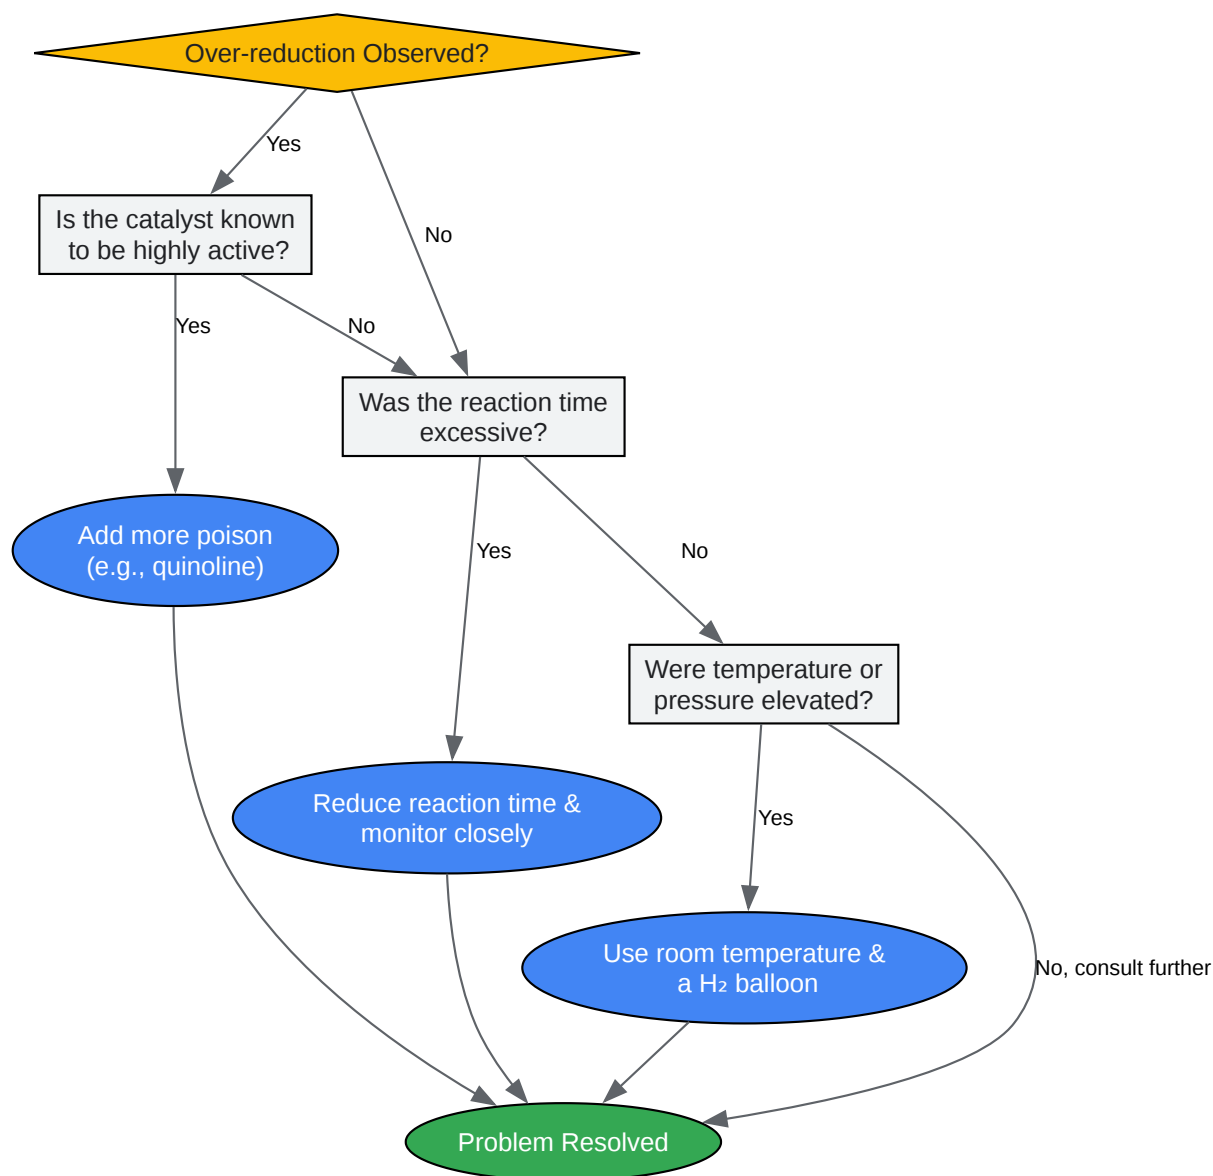 Over-reduction Observed?
Yes
Is the catalyst known
to be highly active?
No
Yes
No
Was the reaction time
excessive?
Add more poison
(e.g., quinoline)
Yes
No
Were temperature or
pressure elevated?
Reduce reaction time &
monitor closely
Yes
Use room temperature &
a H₂ balloon
No, consult further
Problem Resolved